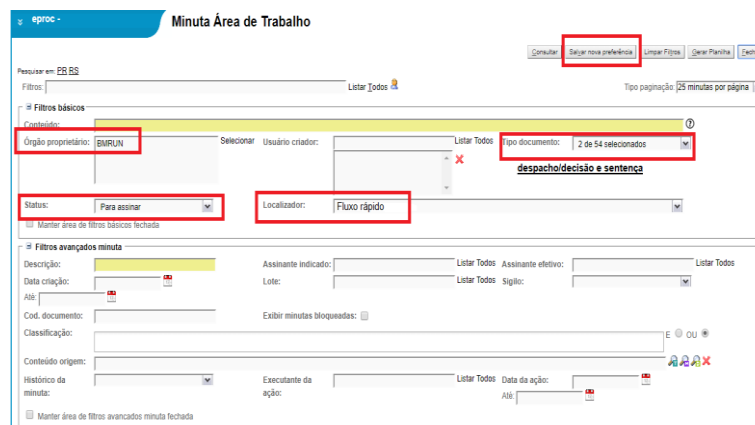 eproc -
Minuta Área de Trabalho
Consultar Salvar nova preferência Limpar Filtros Gerar Planilha Fech
Pesquisar em: PR RS
Filtros: Listar Todos Tipo paginação: 25 minutas por página
Filtros básicos
Conteúdo:
Órgão proprietário: BMRUN Selecionar Usuário criador: Listar Todos Tipo documento: 2 de 54 selecionados
despacho/decisão e sentença
Status: Para assinar Localizador: Fluxo rápido
Manter área de filtros básicos fechada
Filtros avançados minuta
Descrição: Assinante indicado: Listar Todos Assinante efetivo: Listar Todos
Data criação: Lote: Sigilo:
Até:
Cod. documento: Exibir minutas bloqueadas:
Classificação: E OU
Conteúdo origem:
Histórico da minuta: Executante da ação: Listar Todos Data da ação:
Até:
Manter área de filtros avancados minuta fechada